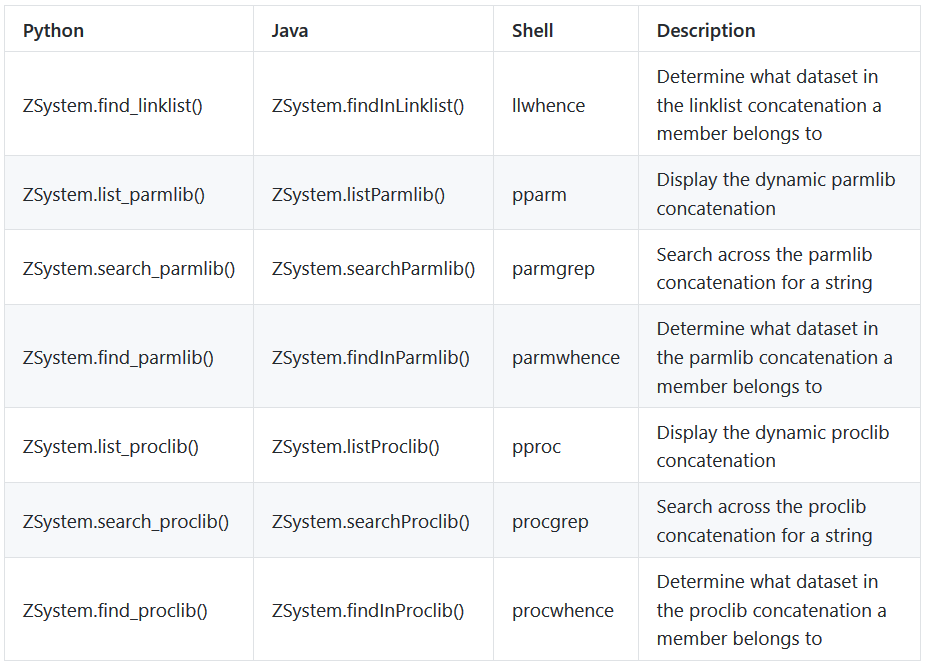 Python Java Shell Description
ZSystem.find_linklist() ZSystem.findInLinklist() llwhence Determine what dataset in
the linklist concatenation a
member belongs to
ZSystem.list_parmlib() ZSystem.listParmlib() pparm Display the dynamic parmlib
concatenation
ZSystem.search_parmlib() ZSystem.searchParmlib() parmgrep Search across the parmlib
concatenation for a string
ZSystem.find_parmlib() ZSystem.findInParmlib() parmwhence Determine what dataset in
the parmlib concatenation a
member belongs to
ZSystem.list_proclib() ZSystem.listProclib() pproc Display the dynamic proclib
concatenation
ZSystem.search_proclib() ZSystem.searchProclib() procgrep Search across the proclib
concatenation for a string
ZSystem.find_proclib() ZSystem.findInProclib() procwhence Determine what dataset in
the proclib concatenation a
member belongs to